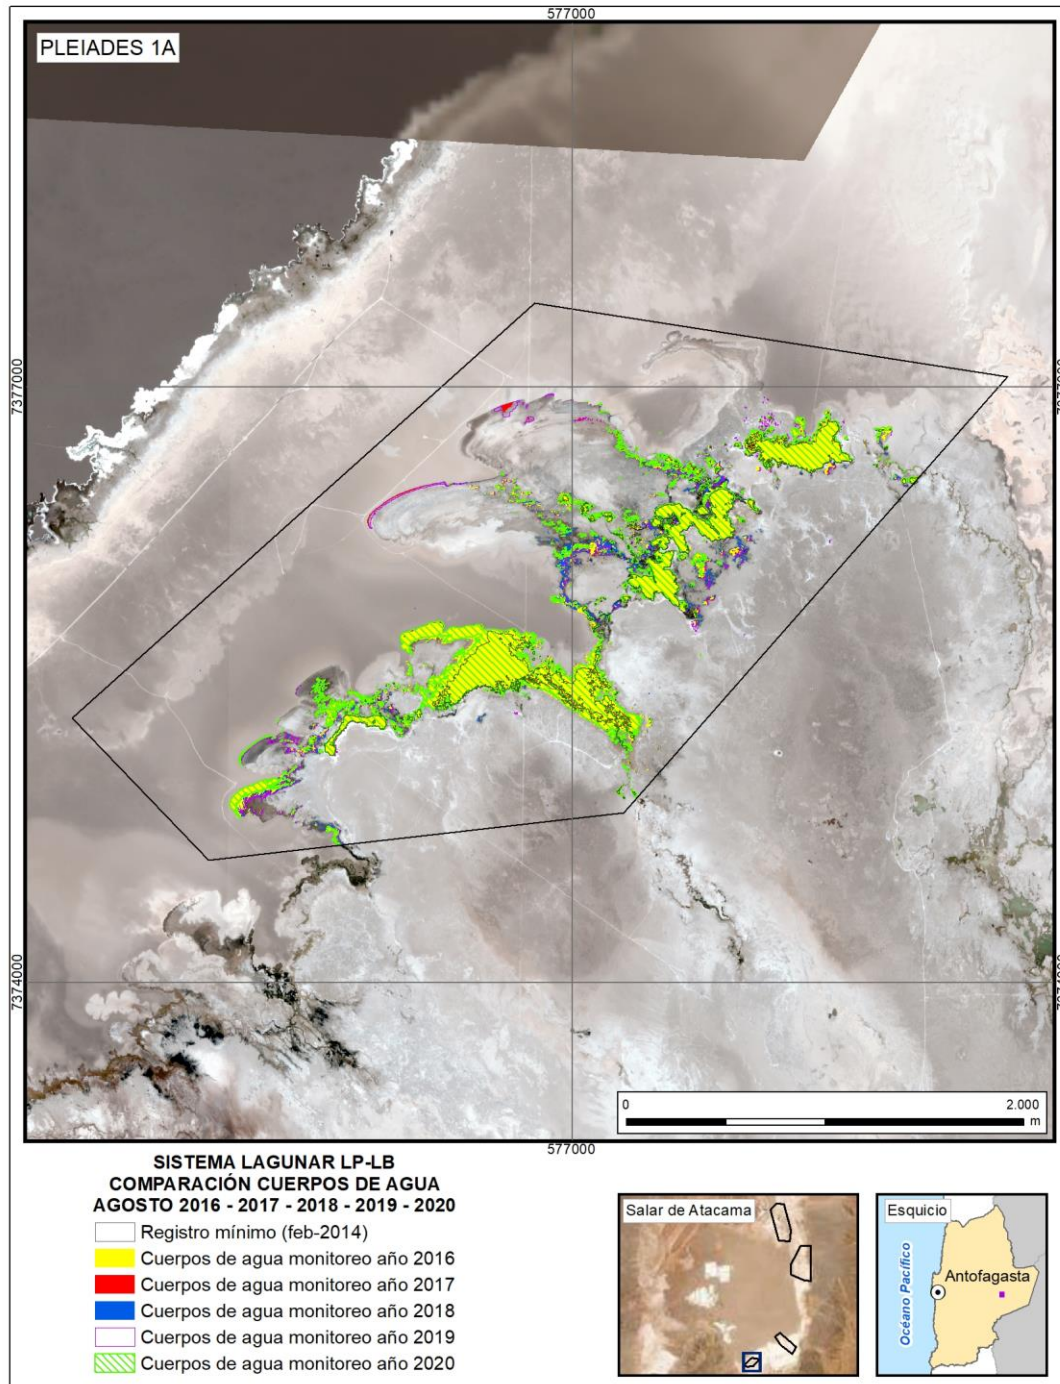 577000
PLEIADES 1A
7377000
7377000
7374000
7374000
0 2.000
m
577000
SISTEMA LAGUNAR LP-LB
COMPARACIÓN CUERPOS DE AGUA
AGOSTO 2016 - 2017 - 2018 - 2019 - 2020
Registro mínimo (feb-2014)
Cuerpos de agua monitoreo año 2016
Cuerpos de agua monitoreo año 2017
Cuerpos de agua monitoreo año 2018
Cuerpos de agua monitoreo año 2019
Cuerpos de agua monitoreo año 2020
Salar de Atacama
Esquicio
Océano Pacífico
Antofagasta